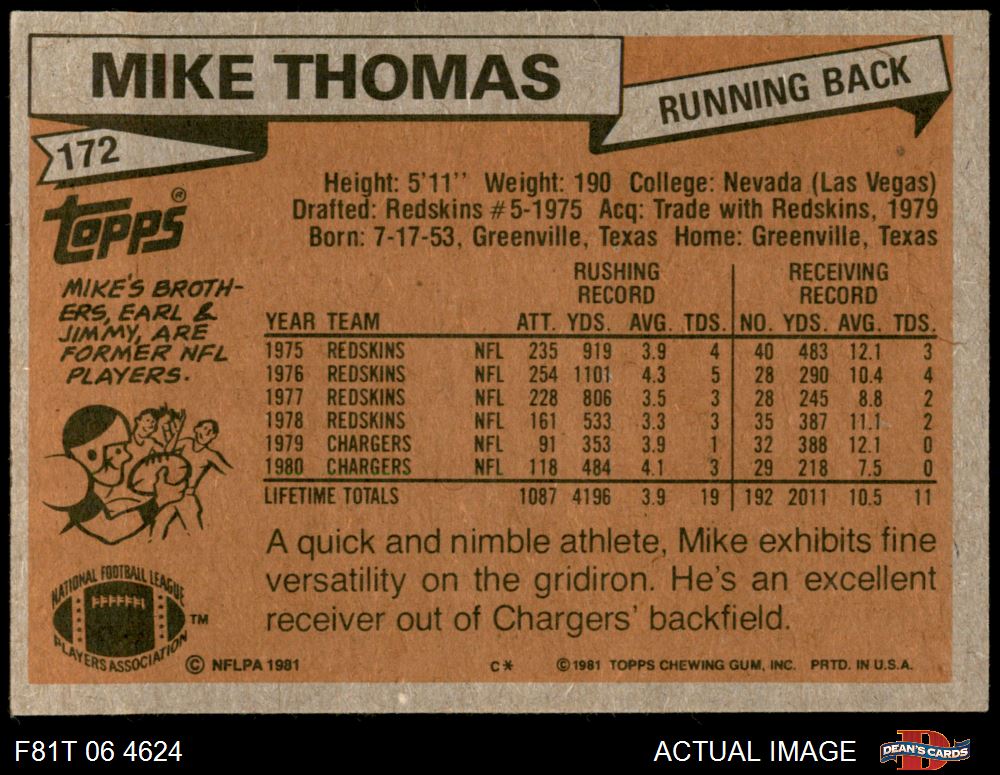 MIKE THOMAS
RUNNING BACK
172
Topps®
Height: 5'11'' Weight: 190 College: Nevada (Las Vegas)
Drafted: Redskins #5-1975 Acq: Trade with Redskins, 1979
Born: 7-17-53, Greenville, Texas Home: Greenville, Texas
MIKE'S BROTH-
ERS, EARL &
JIMMY, ARE
FORMER NFL
PLAYERS.
RUSHING RECEIVING
RECORD RECORD
YEAR TEAM ATT. YDS. AVG. TDS. NO. YDS. AVG. TDS.
1975 REDSKINS NFL 235 919 3.9 4 40 483 12.1 3
1976 REDSKINS NFL 254 1101 4.3 5 28 290 10.4 4
1977 REDSKINS NFL 228 806 3.5 3 28 245 8.8 2
1978 REDSKINS NFL 161 533 3.3 3 35 387 11.1 2
1979 CHARGERS NFL 91 353 3.9 1 32 388 12.1 0
1980 CHARGERS NFL 118 484 4.1 3 29 218 7.5 0
LIFETIME TOTALS 1087 4196 3.9 19 192 2011 10.5 11
A quick and nimble athlete, Mike exhibits fine
versatility on the gridiron. He's an excellent
receiver out of Chargers' backfield.
NATIONAL FOOTBALL LEAGUE
PLAYERS ASSOCIATION
TM
© NFLPA 1981
C*
© 1981 TOPPS CHEWING GUM, INC. PRTD. IN U.S.A.
F81T 06 4624
ACTUAL IMAGE
DEAN'S CARDS